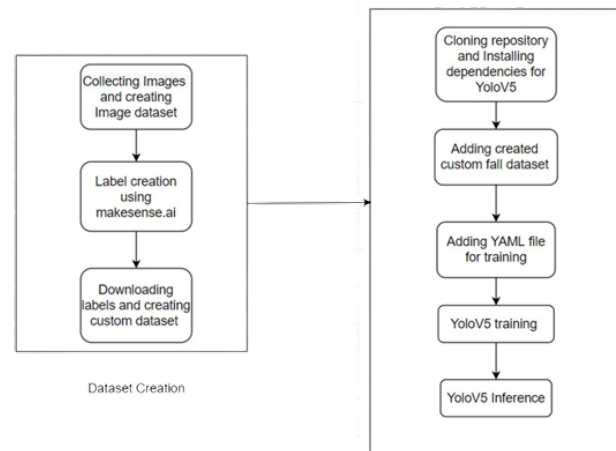 Collecting Images
and creating
Image dataset
Label creation
using
makesense.ai
Downloading
labels and creating
custom dataset
Dataset Creation
Cloning repository
and Installing
dependencies for
YoloV5
Adding created
custom fall dataset
Adding YAML file
for training
YoloV5 training
YoloV5 Inference